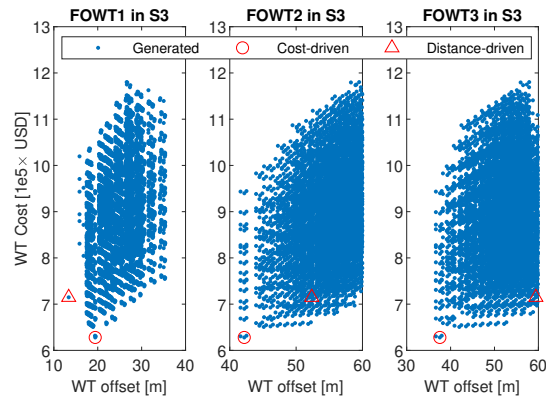 FOWT1 in S3 FOWT2 in S3 FOWT3 in S3
Generated Cost-driven Distance-driven
WT Cost [1e5× USD]
13 13 13
12 12 12
11 11 11
10 10 10
9 9 9
8 8 8
7 7 7
6 6 6
10 20 30 40 40 50 60 30 40 50 60
WT offset [m] WT offset [m] WT offset [m]